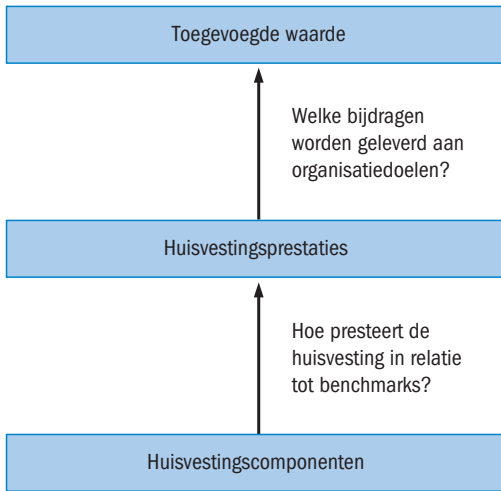 Toegevoegde waarde
Welke bijdragen
worden geleverd aan
organisatiedoelen?
Huisvestingsprestaties
Hoe presteert de
huisvesting in relatie
tot benchmarks?
Huisvestingscomponenten